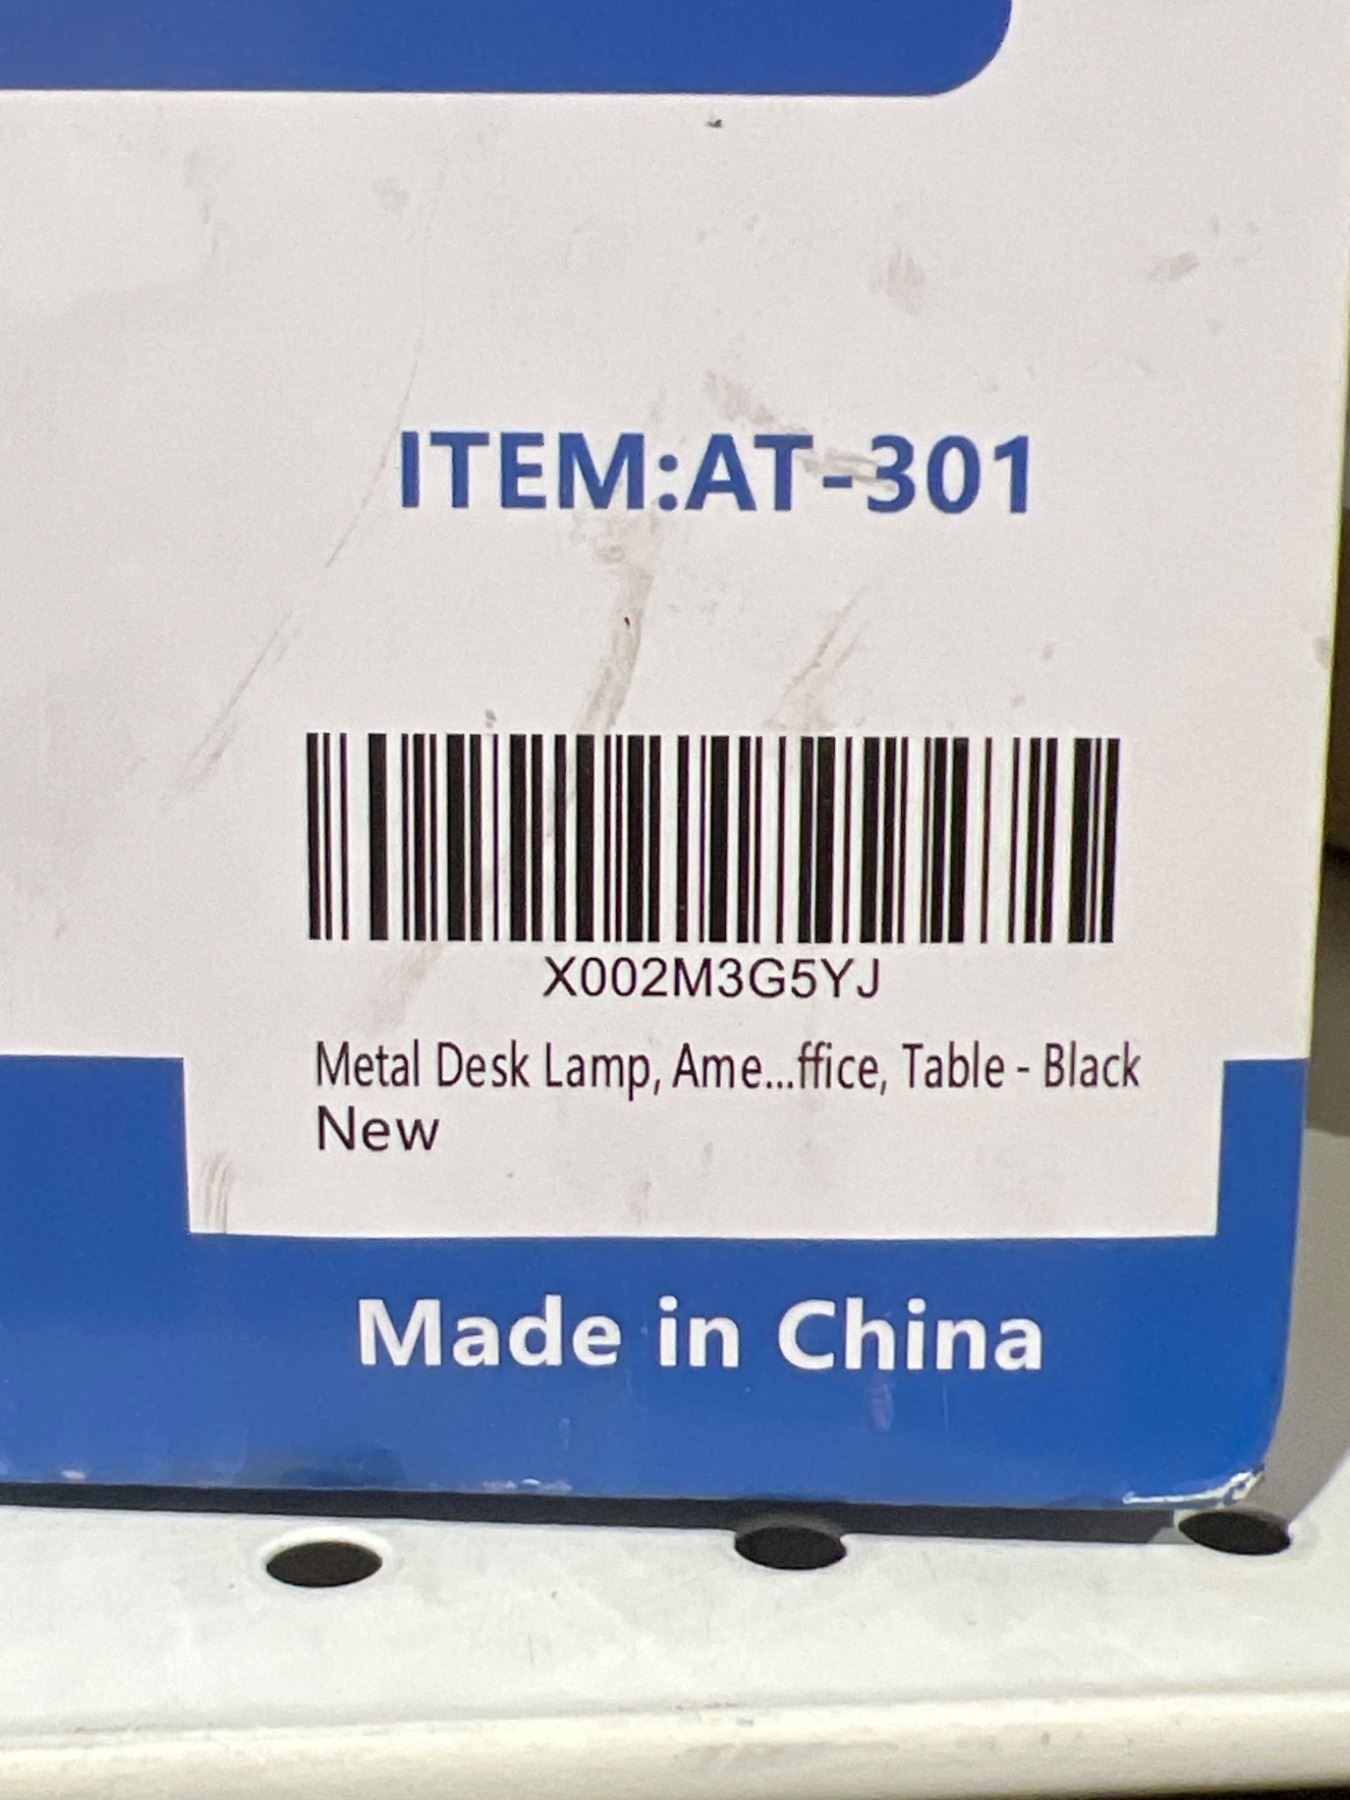 ITEM:AT-301
X002M3G5YJ
Metal Desk Lamp, Ame...ffice, Table - Black
New
Made in China